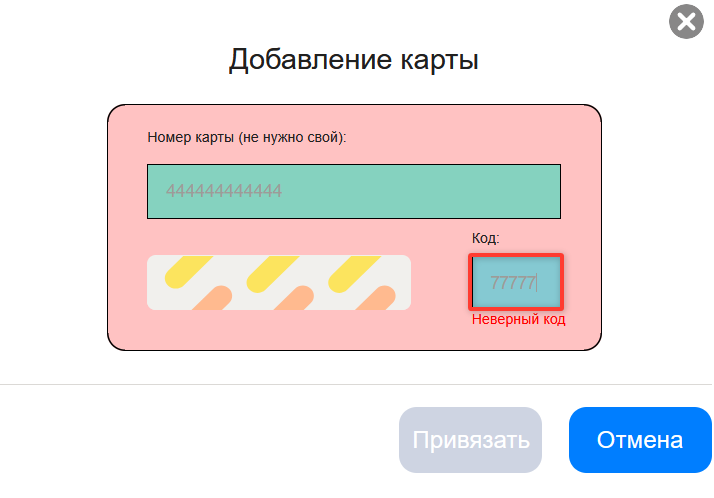 Добавление карты
Номер карты (не нужно свой):
444444444444
Код:
77777
Неверный код
Привязать
Отмена